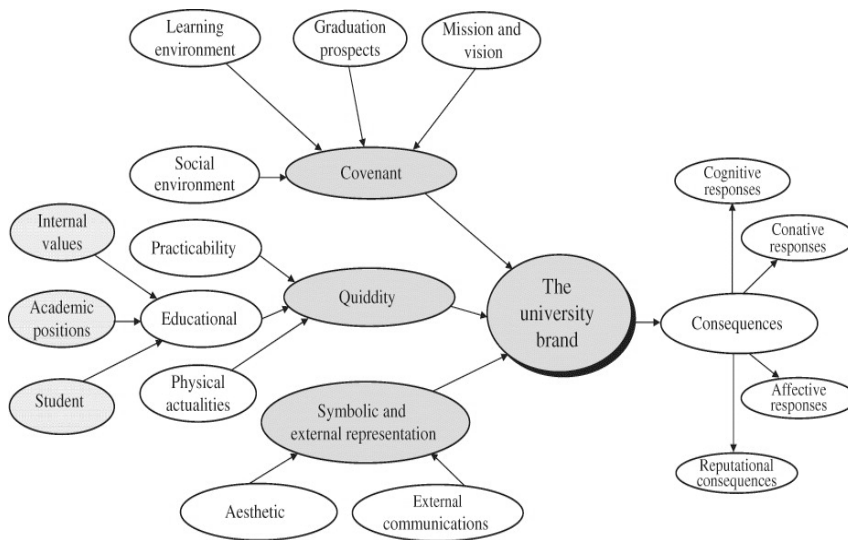 Learning
environment
Graduation
prospects
Mission and
vision
Social
environment
Covenant
Cognitive
responses
Internal
values
Practicability
Conative
responses
Academic
positions
Educational
Quiddity
The
university
brand
Consequences
Student
Physical
actualities
Symbolic and
external representation
Affective
responses
Reputational
consequences
Aesthetic
External
communications